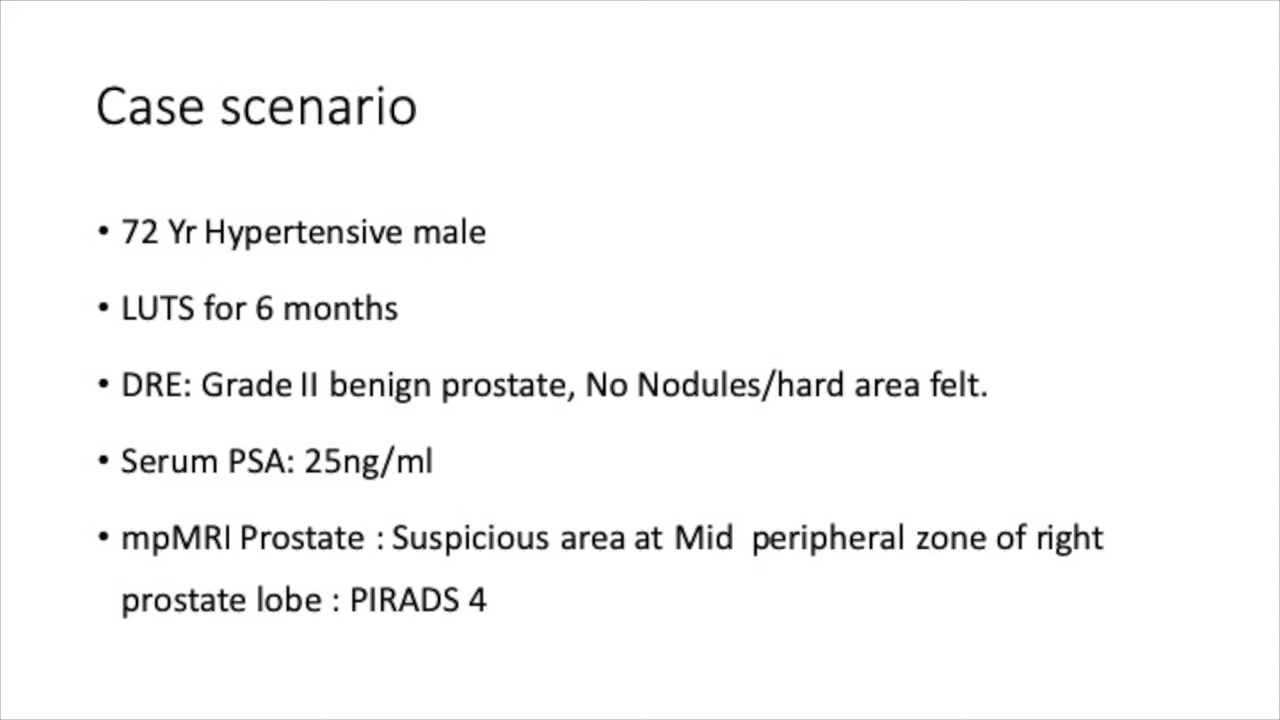 Case scenario
• 72 Yr Hypertensive male
• LUTS for 6 months
• DRE: Grade II benign prostate, No Nodules/hard area felt.
• Serum PSA: 25ng/ml
• mpMRI Prostate : Suspicious area at Mid peripheral zone of right
prostate lobe : PIRADS 4